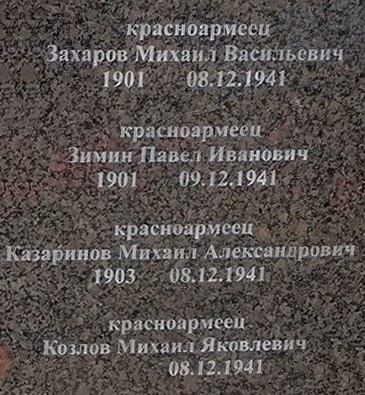 красноармеец
Захаров Михаил Васильевич
1901 08.12.1941
красноармеец
Зимин Павел Иванович
1901 09.12.1941
красноармеец
Казаринов Михаил Александрович
1903 08.12.1941
красноармеец
Козлов Михаил Яковлевич
08.12.1941